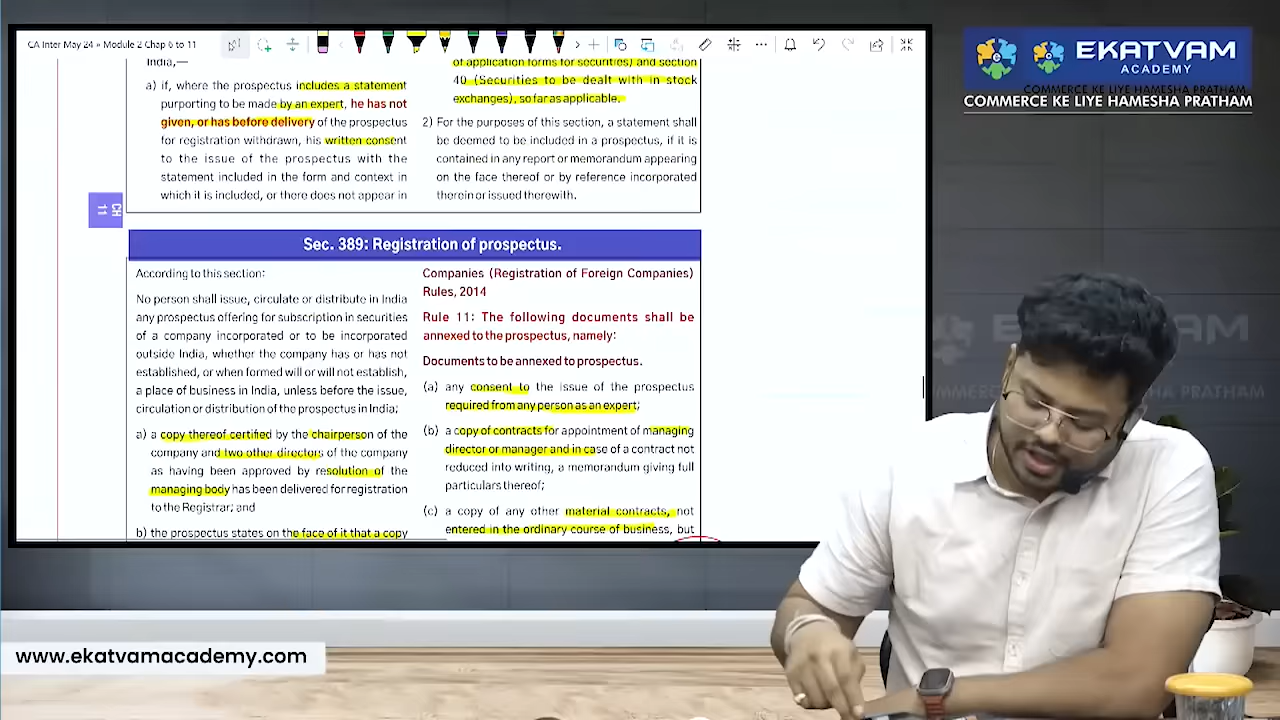 CA Inter May 24 » Module 2 Chap 6 to 11
India,—
a) if, where the prospectus includes a statement
purporting to be made by an expert, he has not
given, or has before delivery of the prospectus
for registration withdrawn, his written consent
to the issue of the prospectus with the
statement included in the form and context in
which it is included, or there does not appear in
of application forms for securities) and section
40 (Securities to be dealt with in stock
exchanges), so far as applicable.
2) For the purposes of this section, a statement shall
be deemed to be included in a prospectus, if it is
contained in any report or memorandum appearing
on the face thereof or by reference incorporated
therein or issued therewith.
CH
11
Sec. 389: Registration of prospectus.
According to this section:
No person shall issue, circulate or distribute in India
any prospectus offering for subscription in securities
of a company incorporated or to be incorporated
outside India, whether the company has or has not
established, or when formed will or will not establish,
a place of business in India, unless before the issue,
circulation or distribution of the prospectus in India;
a) a copy thereof certified by the chairperson of the
company and two other directors of the company
as having been approved by resolution of the
managing body has been delivered for registration
to the Registrar; and
b) the prospectus states on the face of it that a copy
Companies (Registration of Foreign Companies)
Rules, 2014
Rule 11: The following documents shall be
annexed to the prospectus, namely:
Documents to be annexed to prospectus.
(a) any consent to the issue of the prospectus
required from any person as an expert;
(b) a copy of contracts for appointment of managing
director or manager and in case of a contract not
reduced into writing, a memorandum giving full
particulars thereof;
(c) a copy of any other material contracts, not
entered in the ordinary course of business, but
EKATVAM
ACADEMY
COMMERCE KE LIYE HAMESHA PRATHAM
www.ekatvamacademy.com